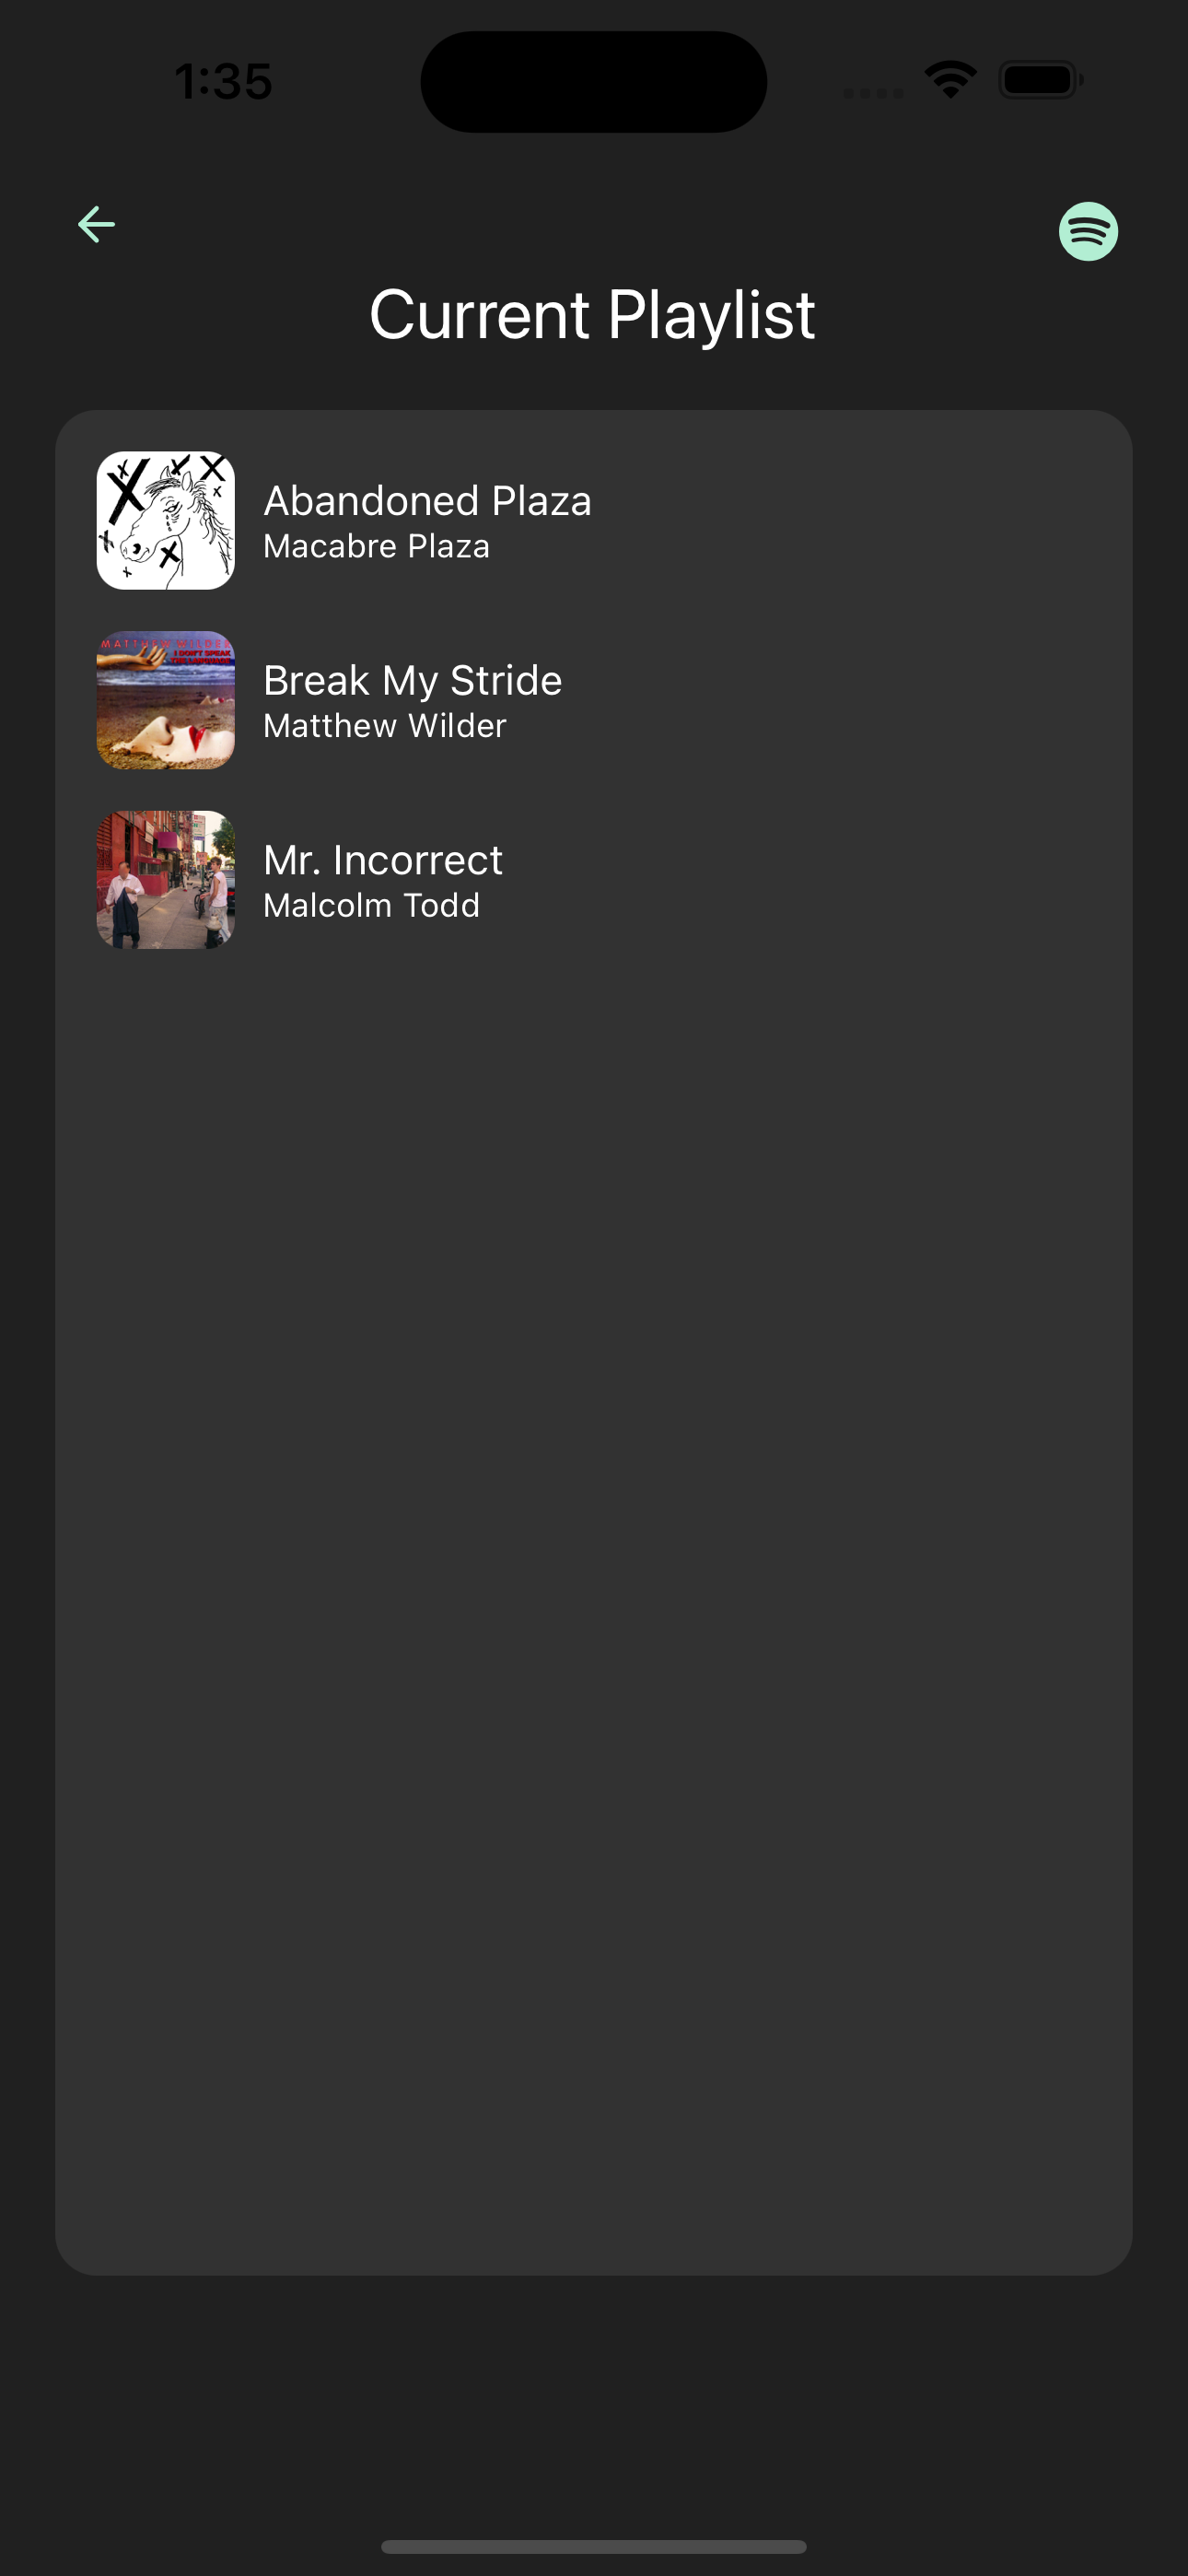 1:35
Current Playlist
Abandoned Plaza
Macabre Plaza
MATTHEW WILDER
I DON'T SPEAK
THE LANGUAGE
Break My Stride
Matthew Wilder
Mr. Incorrect
Malcolm Todd